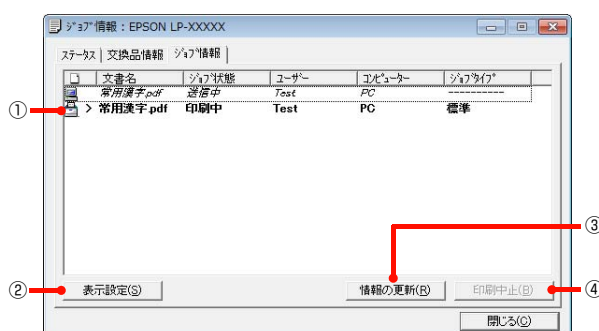 ジョブ情報：EPSON LP-XXXXX
ステータス 交換品情報 ジョブ情報
文書名 ジョブ状態 ユーザー コンピューター ジョブタイプ
常用漢字.pdf 送信中 Test PC ----------
① > 常用漢字.pdf 印刷中 Test PC 標準
③
② 表示設定(S) 情報の更新(R) 印刷中止(B) ④
閉じる(C)